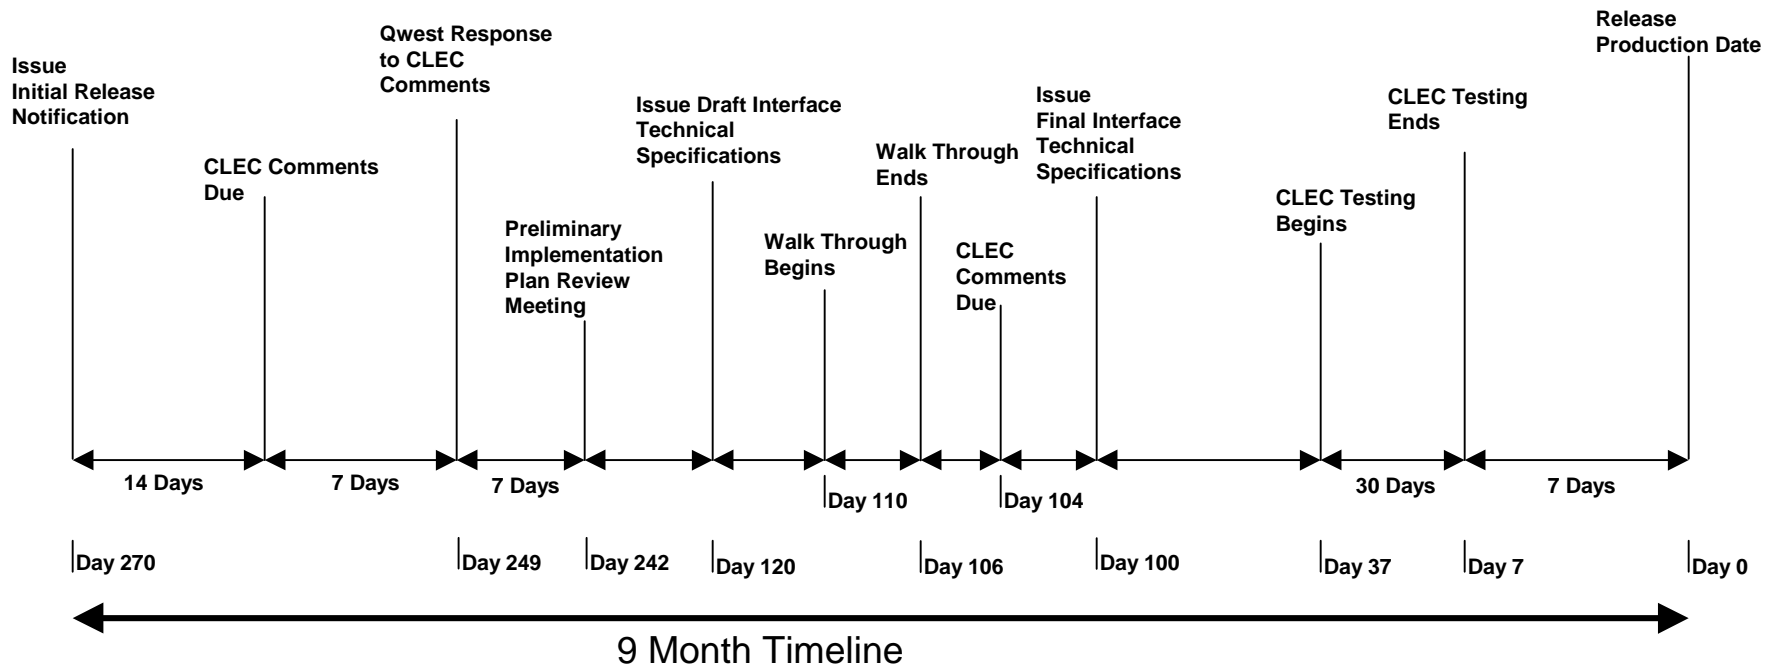 Issue
Initial Release
Notification
CLEC Comments
Due
Qwest Response
to CLEC
Comments
Preliminary
Implementation
Plan Review
Meeting
Issue Draft Interface
Technical
Specifications
Walk Through
Begins
Walk Through
Ends
CLEC
Comments
Due
Issue
Final Interface
Technical
Specifications
CLEC Testing
Begins
CLEC Testing
Ends
Release
Production Date
14 Days
7 Days
7 Days
30 Days
7 Days
Day 110
Day 104
Day 270
Day 249
Day 242
Day 120
Day 106
Day 100
Day 37
Day 7
Day 0
9 Month Timeline